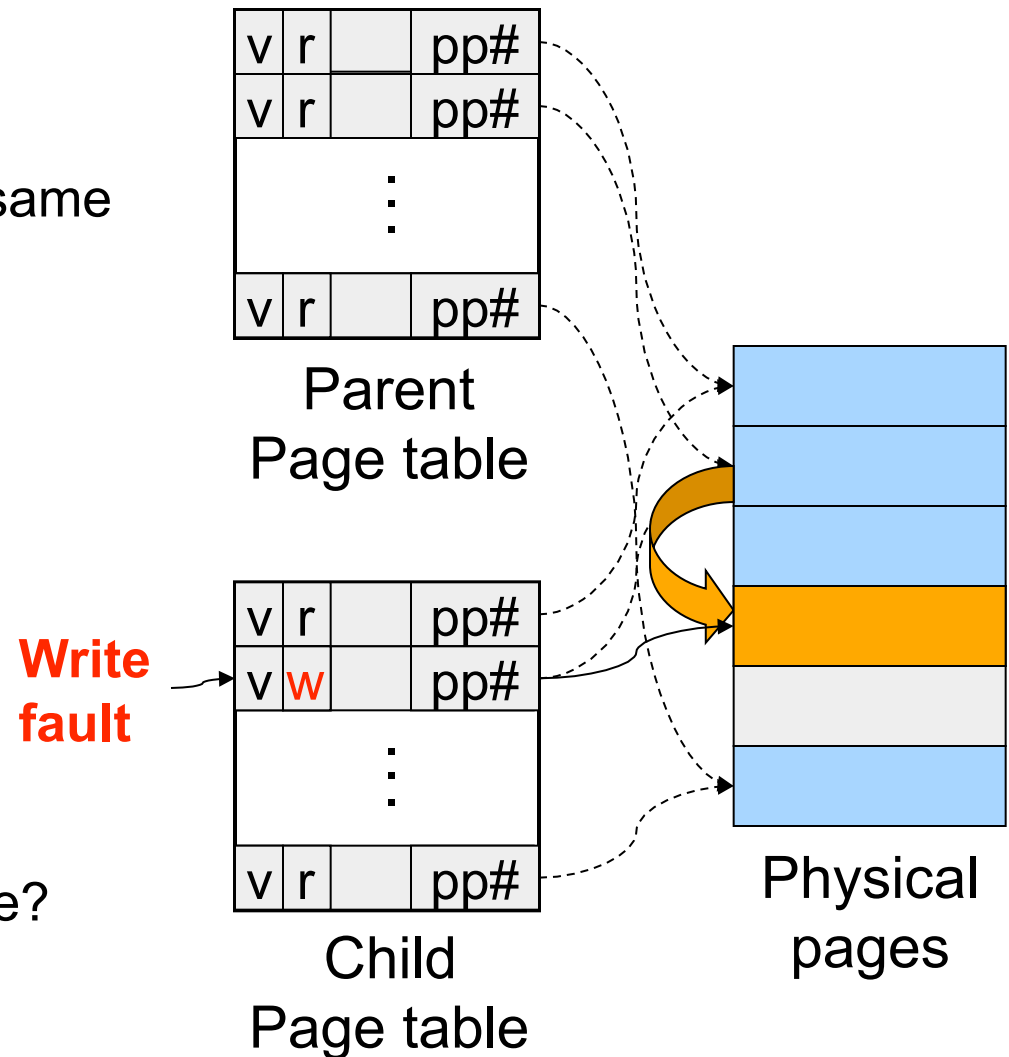 v r pp#
v r pp#
⋮
v r pp#
Parent
Page table
same
v r pp#
Write
fault
v w pp#
⋮
v r pp#
e?
Child
Page table
Physical
pages